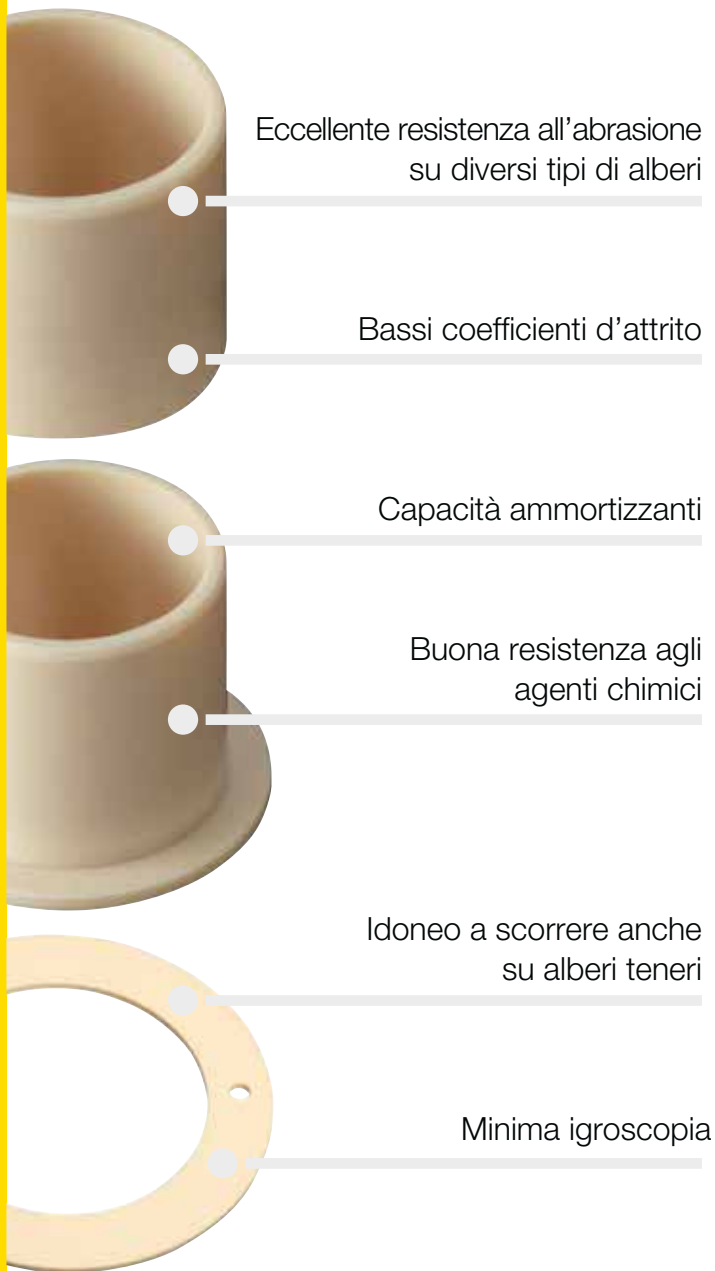 Eccellente resistenza all’abrasione
su diversi tipi di alberi
Bassi coefficienti d’attrito
Capacità ammortizzanti
Buona resistenza agli
agenti chimici
Idoneo a scorrere anche
su alberi teneri
Minima igroscopia